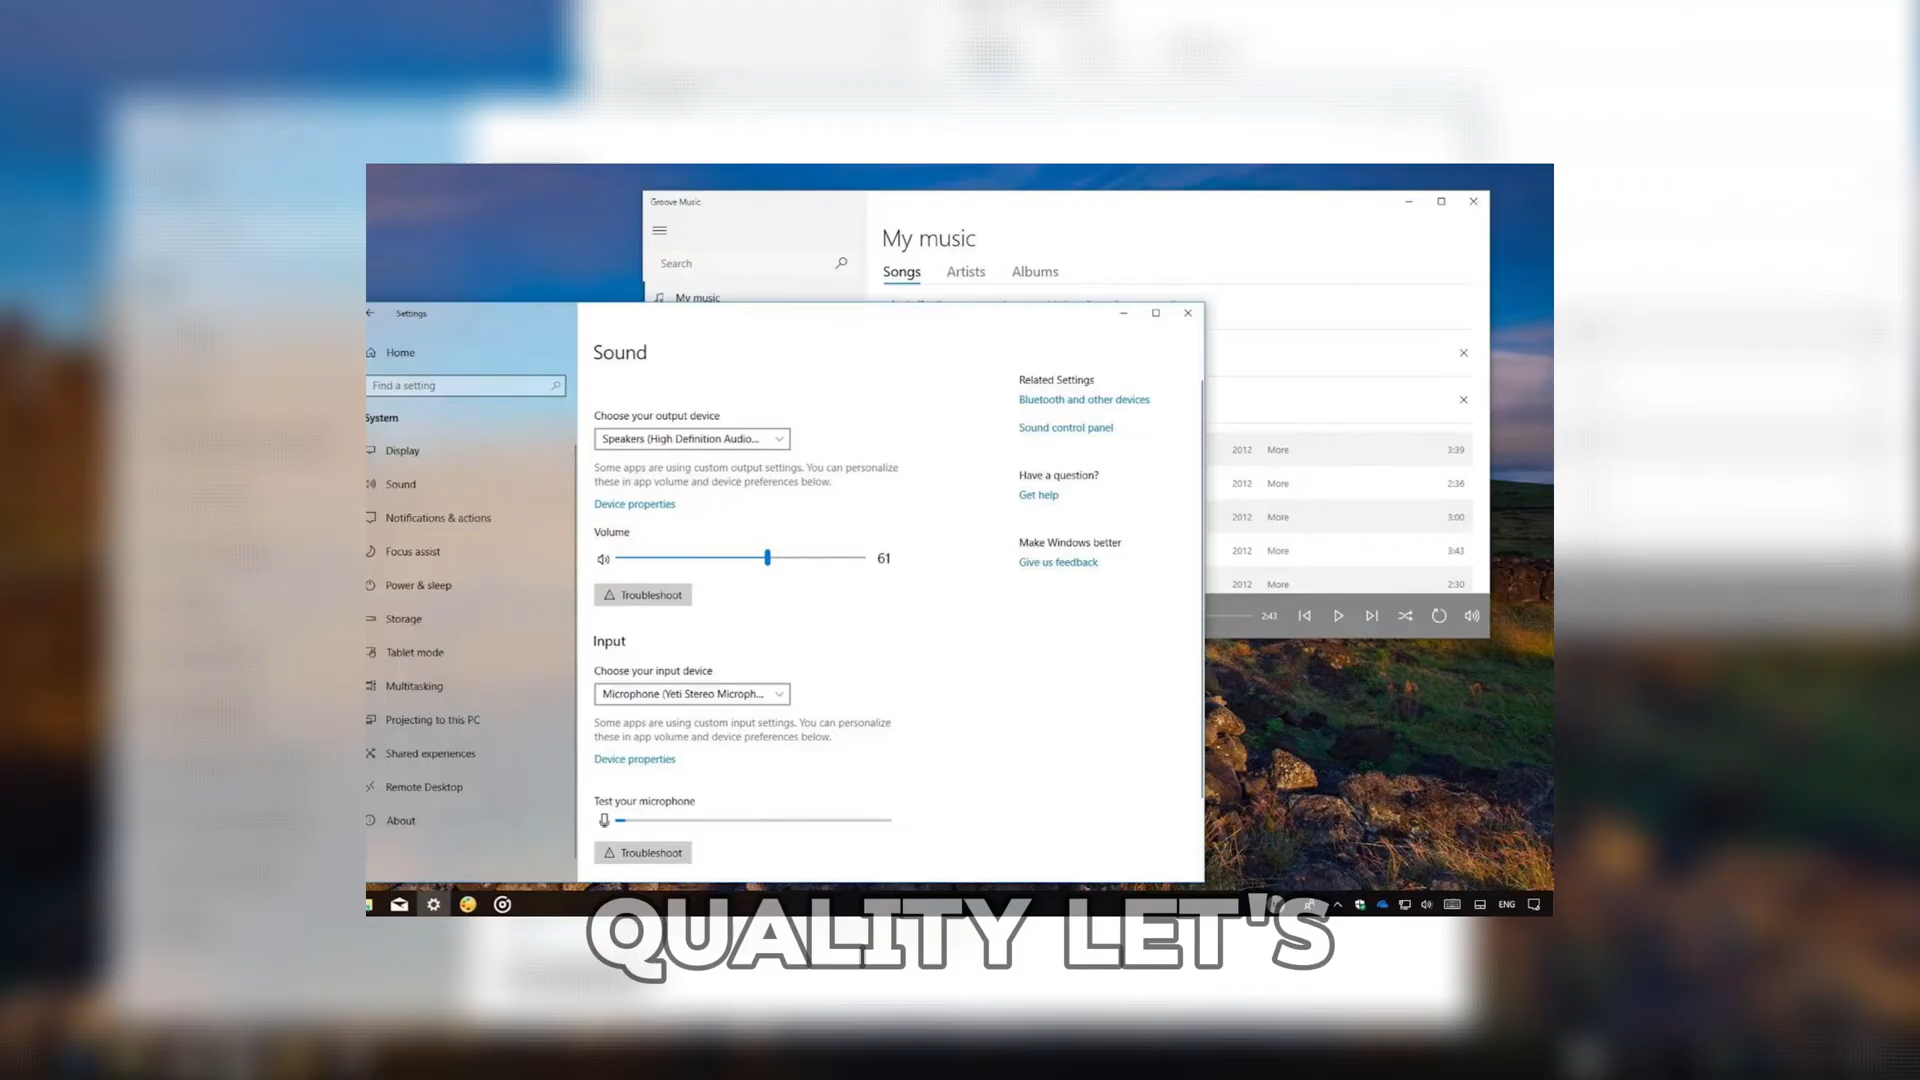 Groove Music
My music
Search
Songs Artists Albums
My music
Settings
Home
Find a setting
System
Display
Sound
Notifications & actions
Focus assist
Power & sleep
Storage
Tablet mode
Multitasking
Projecting to this PC
Shared experiences
Remote Desktop
About
Sound
Choose your output device
Speakers (High Definition Audio...
Some apps are using custom output settings. You can personalize
these in app volume and device preferences below.
Device properties
Volume
61
Troubleshoot
Input
Choose your input device
Microphone (Yeti Stereo Microph...
Some apps are using custom input settings. You can personalize
these in app volume and device preferences below.
Device properties
Test your microphone
Troubleshoot
Related Settings
Bluetooth and other devices
Sound control panel
Have a question?
Get help
Make Windows better
Give us feedback
2012 More 3:39
2012 More 2:36
2012 More 3:00
2012 More 3:43
2012 More 2:30
2:43
ENG
QUALITY LET'S